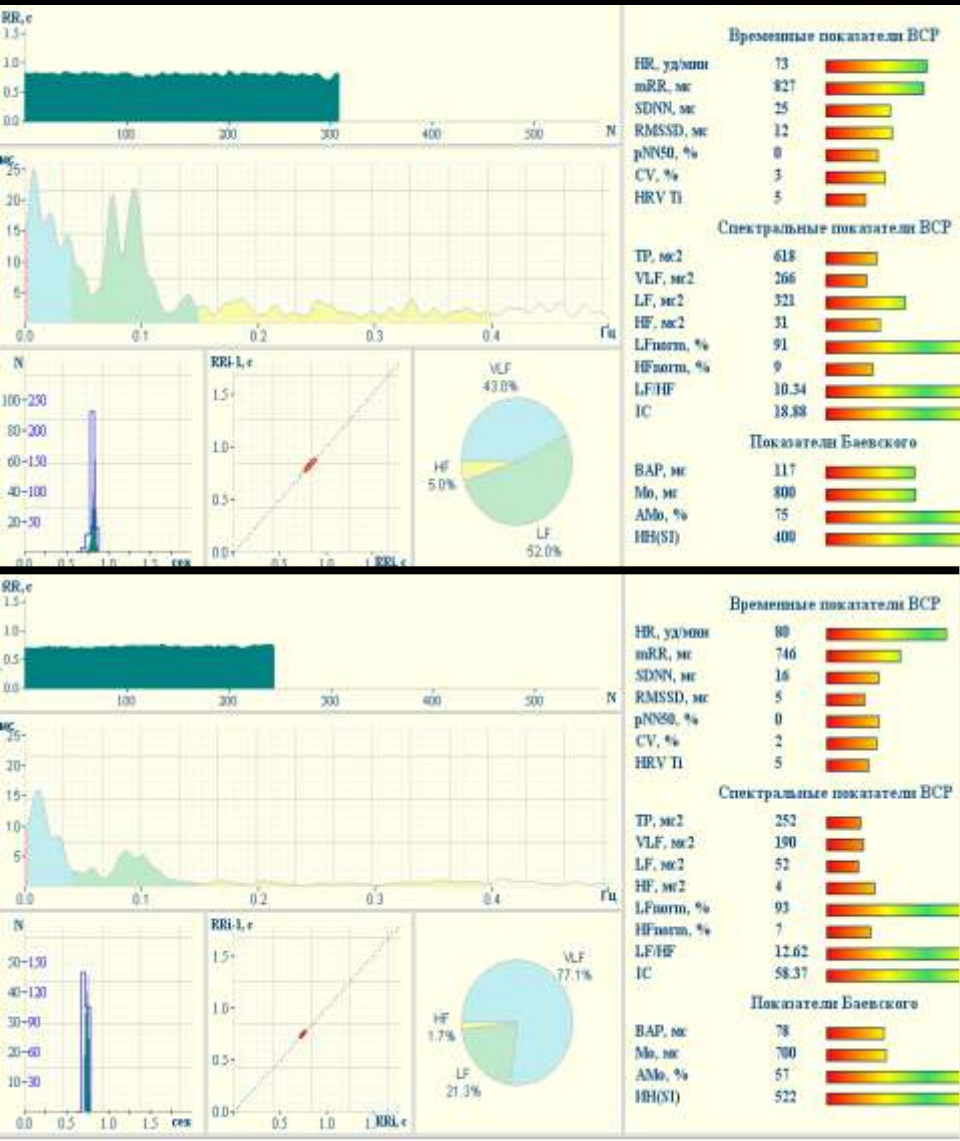 RR, с
1.5
1.0
0.5
0.0
100 200 300 400 500 N
мс
25
20
15
10
5
0.0 0.1 0.2 0.3 0.4 Гц
N
100 250
80 200
60 150
40 100
20 50
0.0 0.5 1.0 1.5 сек
RRi-1, с
1.5
1.0
0.5
0.0
0.5 1.0 RRi, с
VLF
43.0%
HF
5.0%
LF
52.0%
Временные показатели ВСР
HR, уд/мин 73
mRR, мс 827
SDNN, мс 25
RMSSD, мс 12
pNN50, % 0
CV, % 3
HRV Ti 5
Спектральные показатели ВСР
TP, мс2 618
VLF, мс2 266
LF, мс2 321
HF, мс2 31
LFnorm, % 91
HFnorm, % 9
LF/HF 10.34
IC 18.88
Показатели Баевского
ВАР, мс 117
Мо, мс 800
АМо, % 75
ИН(SI) 400
RR, с
1.5
1.0
0.5
0.0
100 200 300 400 500 N
мс
25
20
15
10
5
0.0 0.1 0.2 0.3 0.4 Гц
N
50 150
40 120
30 90
20 60
10 30
0.0 0.5 1.0 1.5 сек
RRi-1, с
1.5
1.0
0.5
0.0
0.5 1.0 RRi, с
VLF
77.1%
HF
1.7%
LF
21.3%
Временные показатели ВСР
HR, уд/мин 80
mRR, мс 746
SDNN, мс 16
RMSSD, мс 5
pNN50, % 0
CV, % 2
HRV Ti 5
Спектральные показатели ВСР
TP, мс2 252
VLF, мс2 190
LF, мс2 52
HF, мс2 4
LFnorm, % 93
HFnorm, % 7
LF/HF 12.62
IC 58.37
Показатели Баевского
ВАР, мс 78
Мо, мс 700
АМо, % 57
ИН(SI) 522